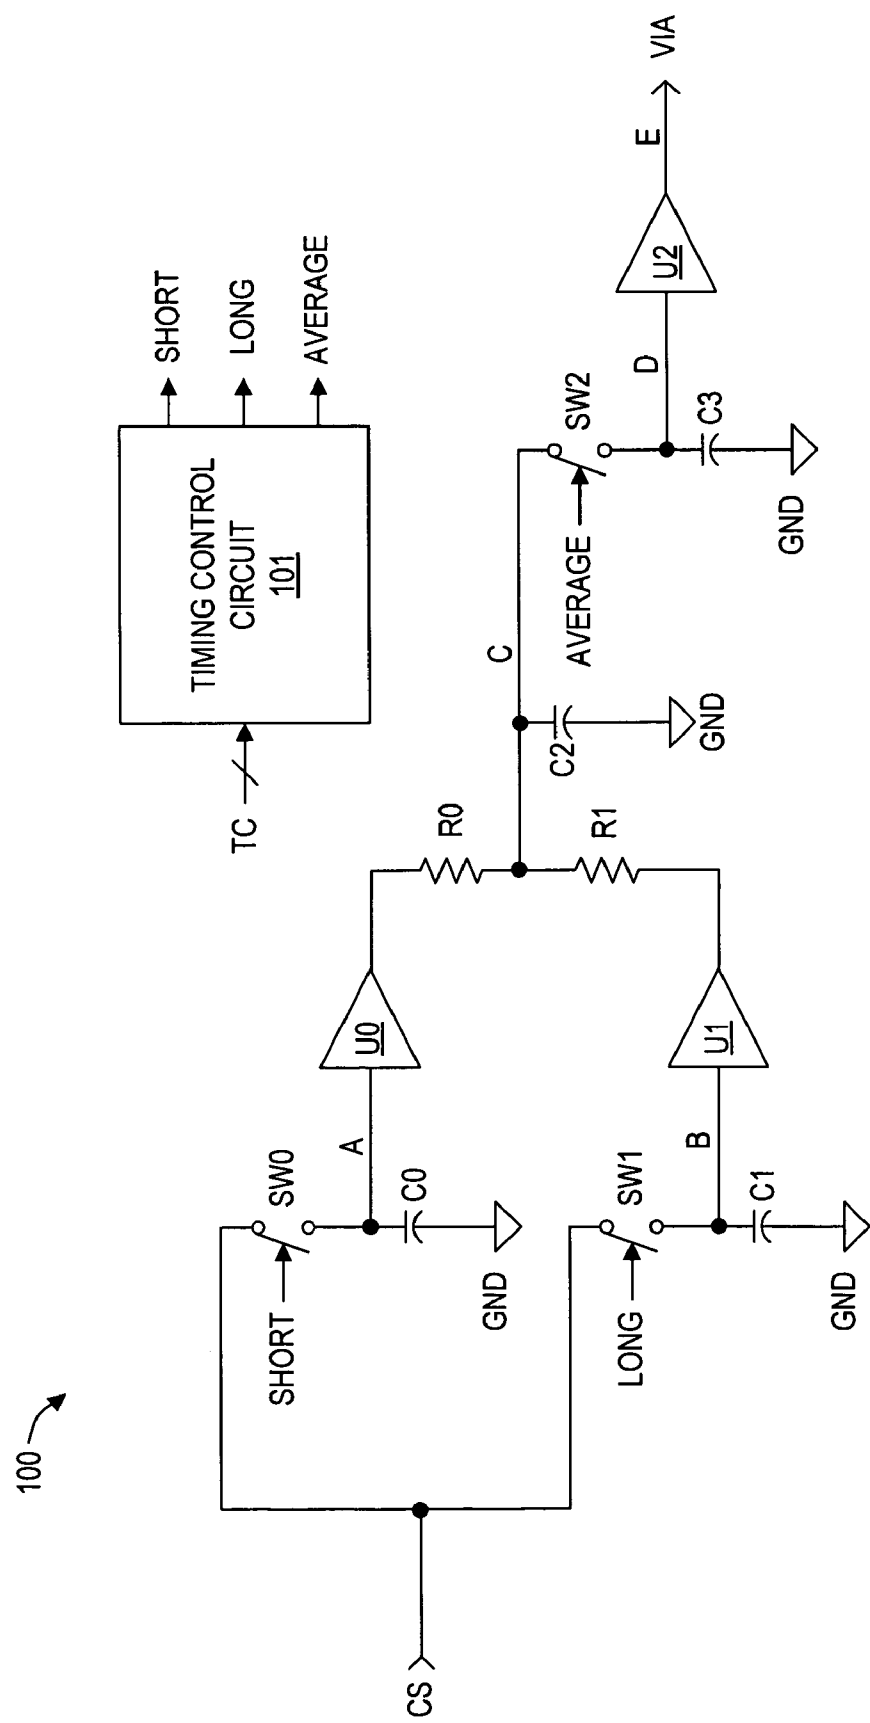 100
TC
TIMING CONTROL
CIRCUIT
101
SHORT
LONG
AVERAGE
CS
SHORT
SW0
A
C0
GND
U0
R0
LONG
SW1
B
C1
GND
U1
R1
C2
GND
C
AVERAGE
SW2
D
C3
GND
U2
E
VIA